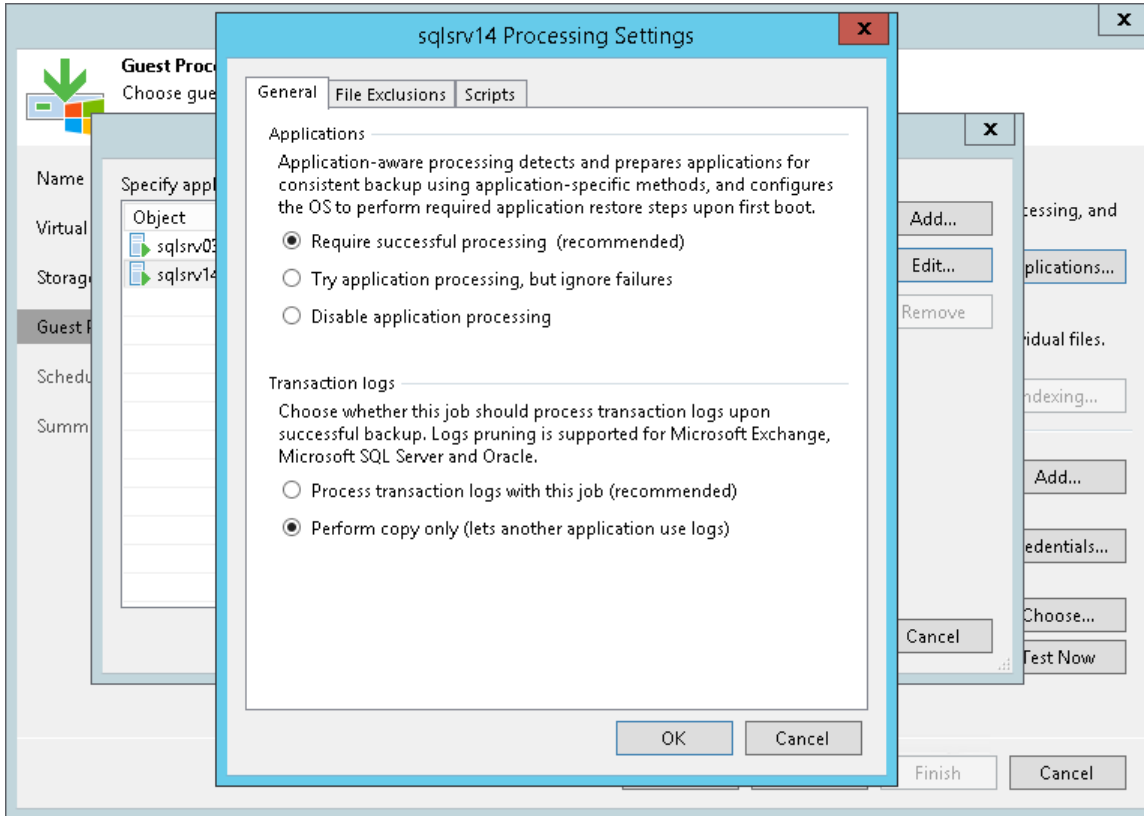 sqlsrv14 Processing Settings
x
x
Guest Proc
Choose gue
General
File Exclusions
Scripts
Applications
Application-aware processing detects and prepares applications for
consistent backup using application-specific methods, and configures
the OS to perform required application restore steps upon first boot.
Require successful processing (recommended)
Try application processing, but ignore failures
Disable application processing
Transaction logs
Choose whether this job should process transaction logs upon
successful backup. Logs pruning is supported for Microsoft Exchange,
Microsoft SQL Server and Oracle.
Process transaction logs with this job (recommended)
Perform copy only (lets another application use logs)
OK
Cancel
x
Name
Virtual
Storag
Guest
Schedu
Summ
Specify appl
Object
sqlsrv03
sqlsrv14
Add...
Edit...
Remove
Cancel
cessing, and
plications...
idual files.
ndexing...
Add...
edentials...
Choose...
Test Now
Finish
Cancel